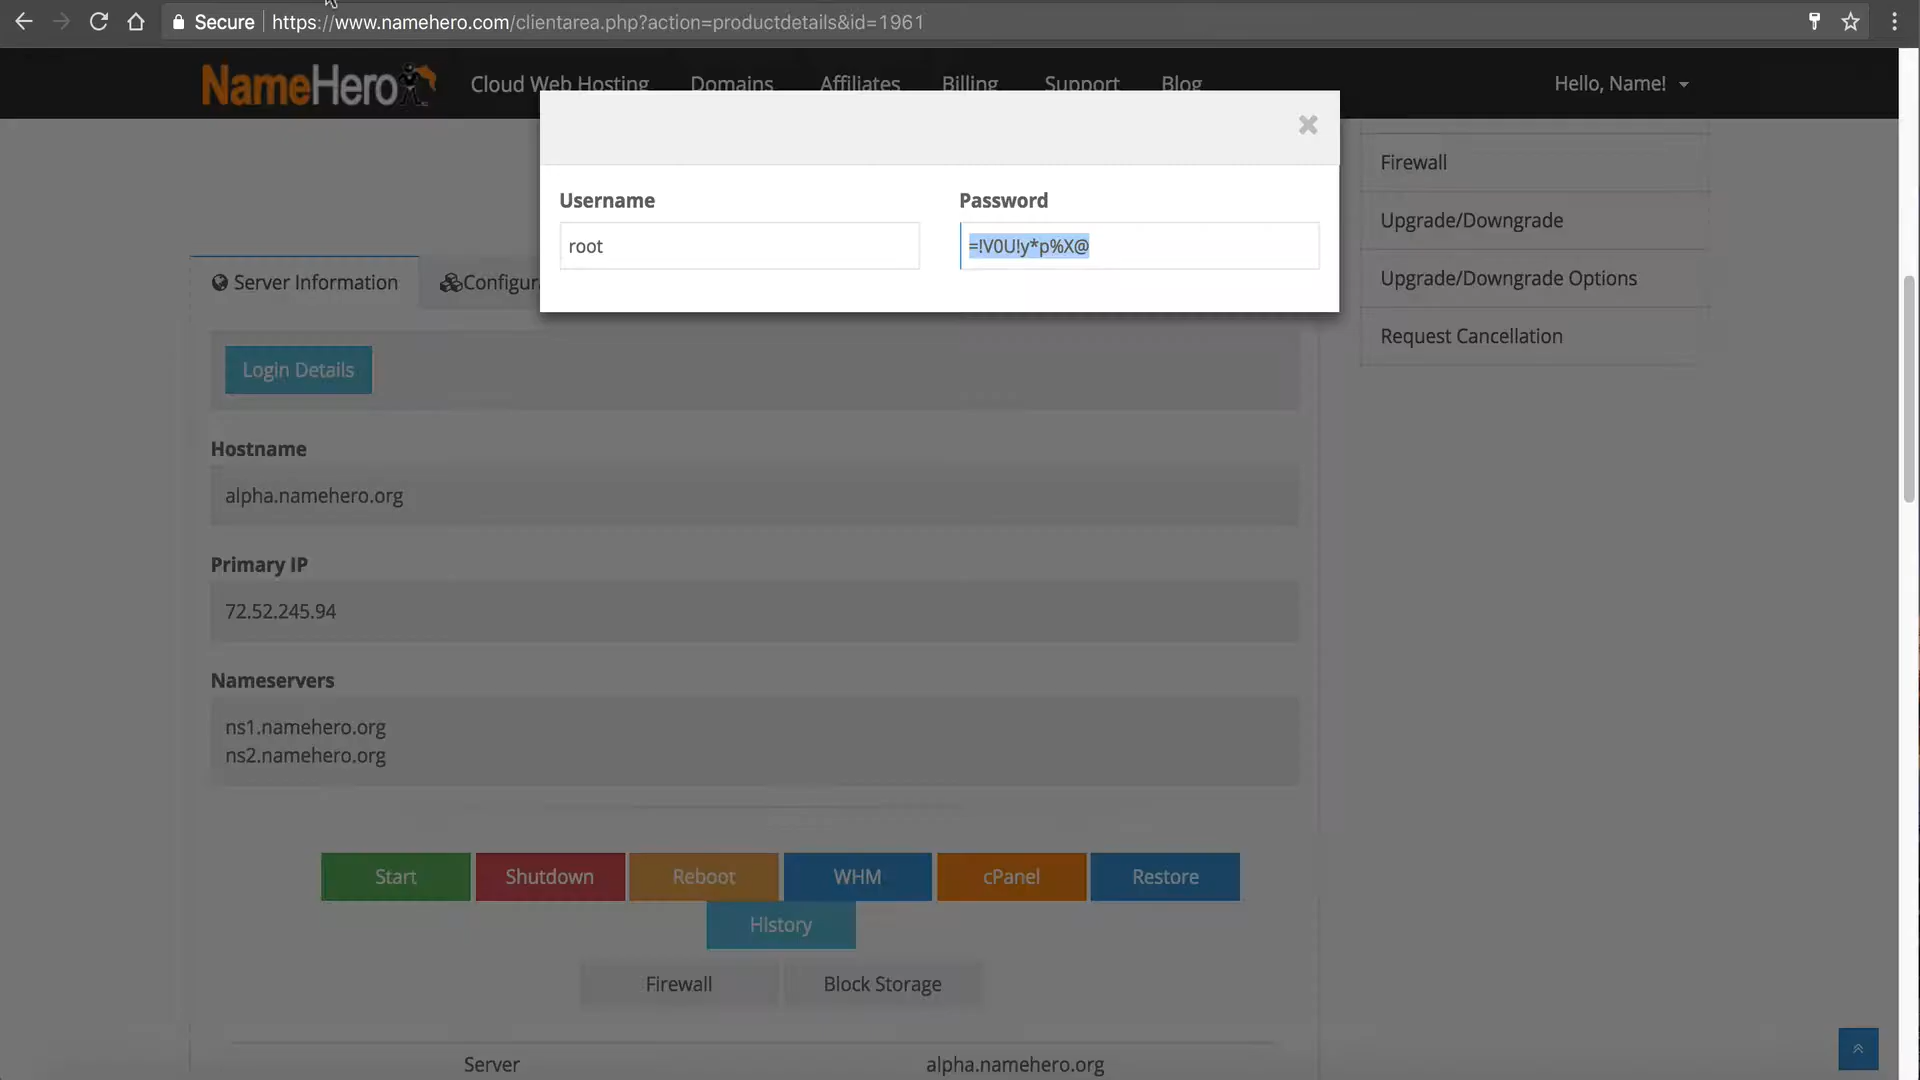 Secure https://www.namehero.com/clientarea.php?action=productdetails&id=1961
NameHero Cloud Web Hosting Domains Affiliates Billing Support Blog Hello, Name!
Username Password
root =!V0U!y*p%X@
Firewall
Upgrade/Downgrade
Upgrade/Downgrade Options
Request Cancellation
Server Information
Login Details
Hostname
alpha.namehero.org
Primary IP
72.52.245.94
Nameservers
ns1.namehero.org
ns2.namehero.org
Start Shutdown Reboot WHM cPanel Restore
History
Firewall Block Storage
Server alpha.namehero.org